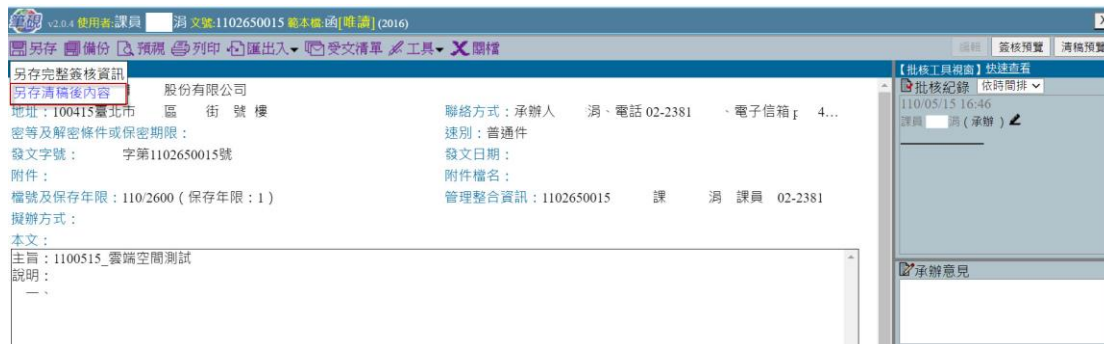 筆硯 v2.0.4 使用者:課員 涓 文號:1102650015 範本檔:函[唯讀] (2016) X
另存 備份 預視 列印 匯出入 受文清單 工具 X 關檔 編輯 簽核預覽 清稿預覽
另存完整簽核資訊
另存清稿後內容
【批核工具視窗】快速查看
批核紀錄 依時間排
110/05/15 16:46
課員 涓 ( 承辦 )
股份有限公司
地址：100415臺北市 區 街 號 樓 聯絡方式：承辦人 涓、電話 02-2381 、電子信箱 r 4...
密等及解密條件或保密期限： 速別：普通件
發文字號： 字第1102650015號 發文日期：
附件： 附件檔名：
檔號及保存年限：110/2600 ( 保存年限：1 ) 管理整合資訊：1102650015 課 涓 課員 02-2381
擬辦方式：
本文：
主旨：1100515_雲端空間測試
說明：
一、
承辦意見